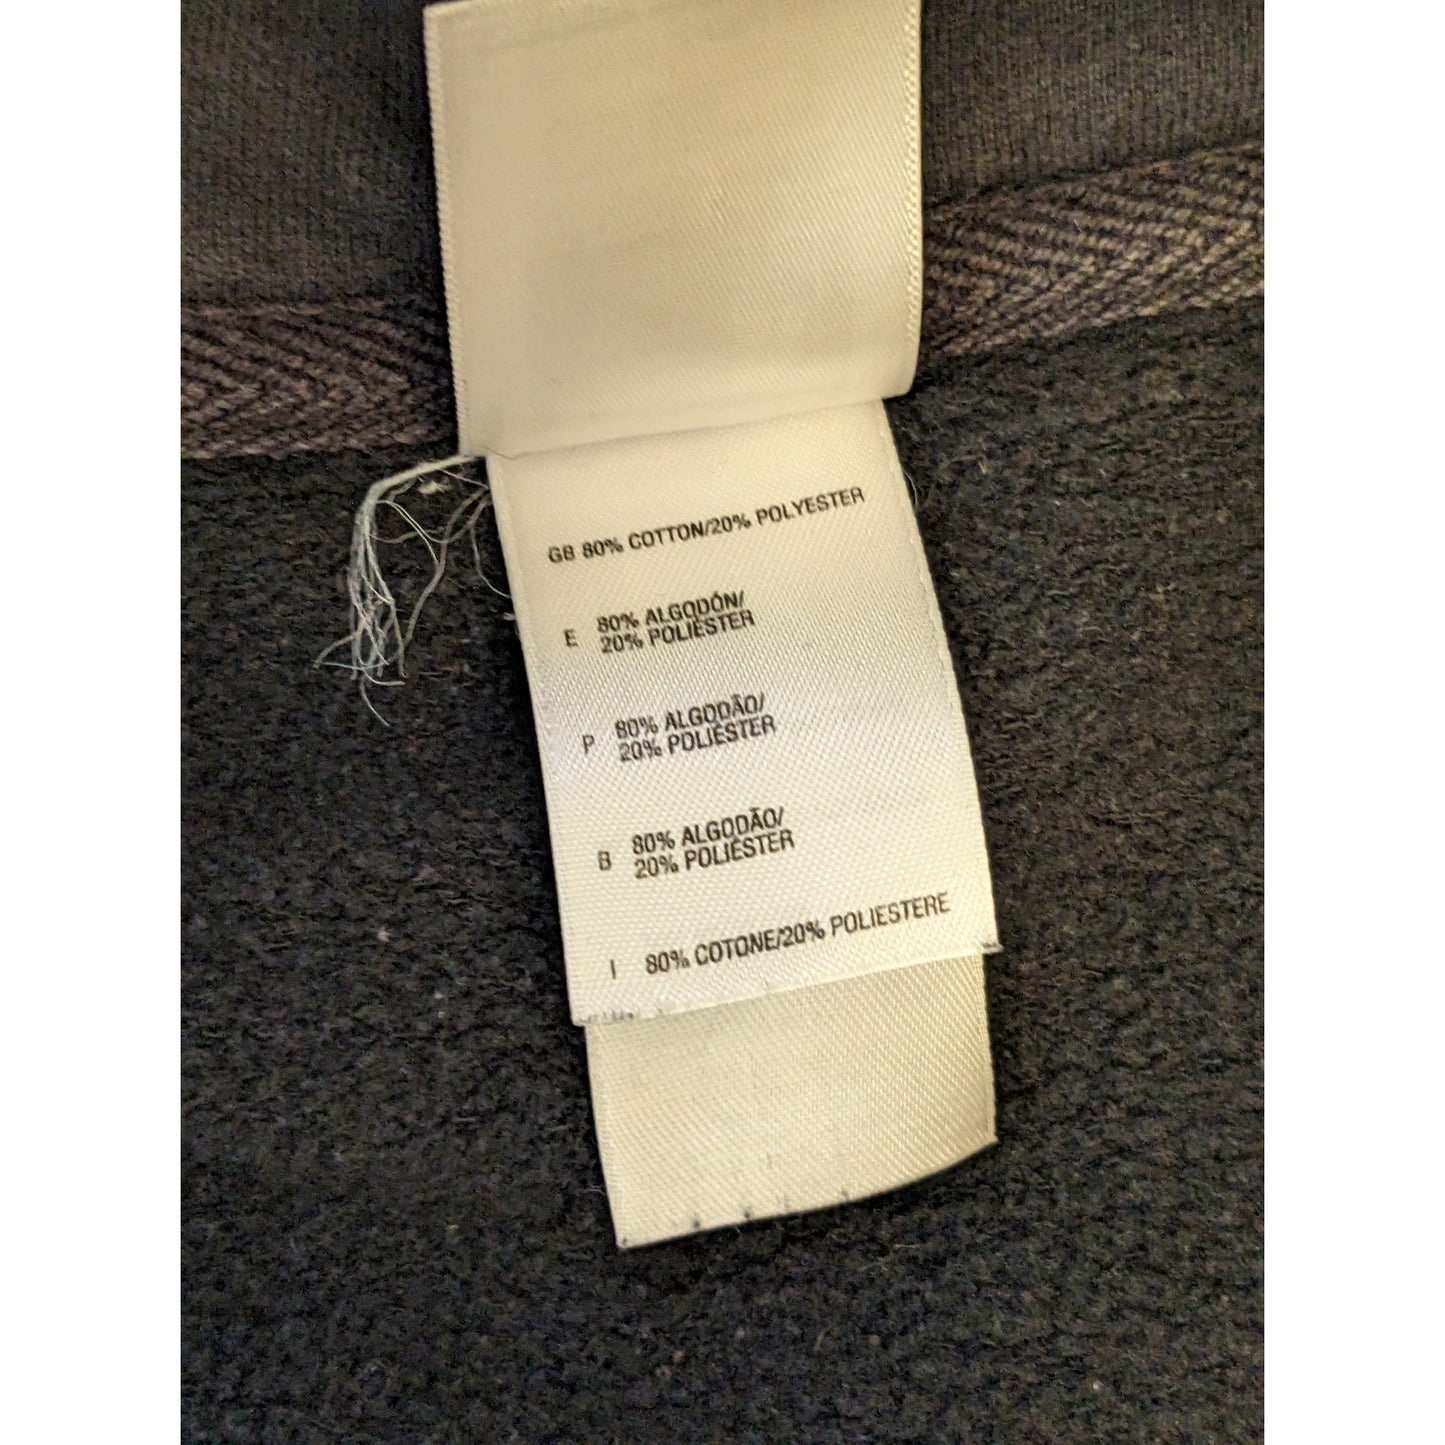 GB 80% COTTON/20% POLYESTER
E 80% ALGODÓN/
20% POLIÉSTER
P 80% ALGODÃO/
20% POLIÉSTER
B 80% ALGODÃO/
20% POLIÉSTER
I 80% COTONE/20% POLIESTERE